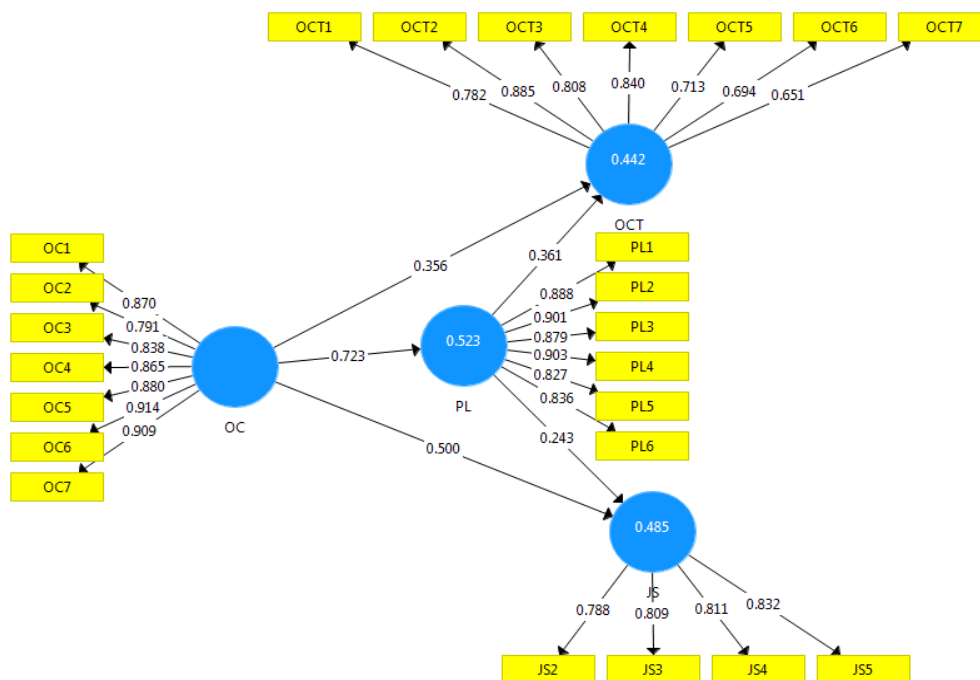 OCT1 OCT2 OCT3 OCT4 OCT5 OCT6 OCT7
0.782 0.885 0.808 0.840 0.713 0.694 0.651
0.442
OCT
OC1
OC2
OC3
OC4
OC5
OC6
OC7
0.870
0.791
0.838
0.865
0.880
0.914
0.909
OC
0.356
0.723
0.500
0.361
0.523
PL
0.243
0.888
0.901
0.879
0.903
0.827
0.836
PL1
PL2
PL3
PL4
PL5
PL6
0.485
JS
0.788 0.809 0.811 0.832
JS2 JS3 JS4 JS5